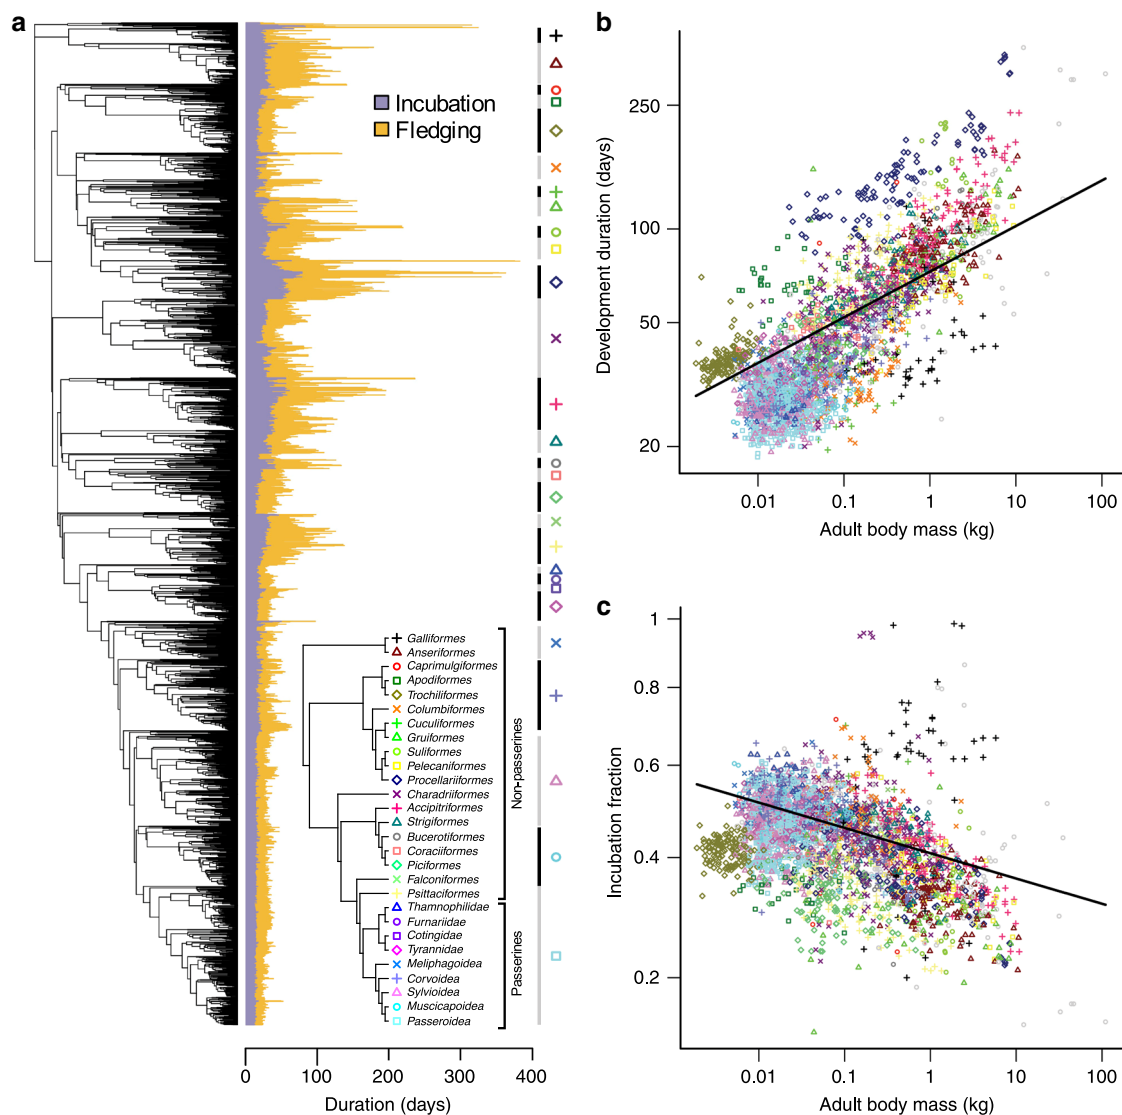 a
Incubation
Fledging
Galliformes
Anseriformes
Caprimulgiformes
Apodiformes
Trochiliformes
Columbiformes
Cuculiformes
Gruiformes
Suliformes
Pelecaniformes
Procellariiformes
Charadriiformes
Accipitriformes
Strigiformes
Bucerotiformes
Coraciiformes
Piciformes
Falconiformes
Psittaciformes
Thamnophilidae
Furnariidae
Cotingidae
Tyrannidae
Meliphagoidea
Corvoidea
Sylvioidea
Muscicapoidea
Passeroidea
Non-passerines
Passerines
0 100 200 300 400
Duration (days)
b
Development duration (days)
250
100
50
20
0.01 0.1 1 10 100
Adult body mass (kg)
c
Incubation fraction
1
0.8
0.6
0.4
0.2
0.01 0.1 1 10 100
Adult body mass (kg)